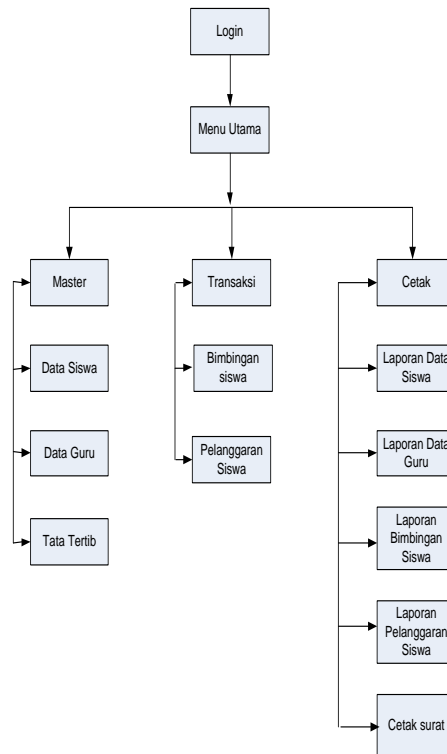 Login
Menu Utama
Master
Transaksi
Cetak
Data Siswa
Bimbingan
siswa
Laporan Data
Siswa
Data Guru
Pelanggaran
Siswa
Laporan Data
Guru
Tata Tertib
Laporan
Bimbingan
Siswa
Laporan
Pelanggaran
Siswa
Cetak surat